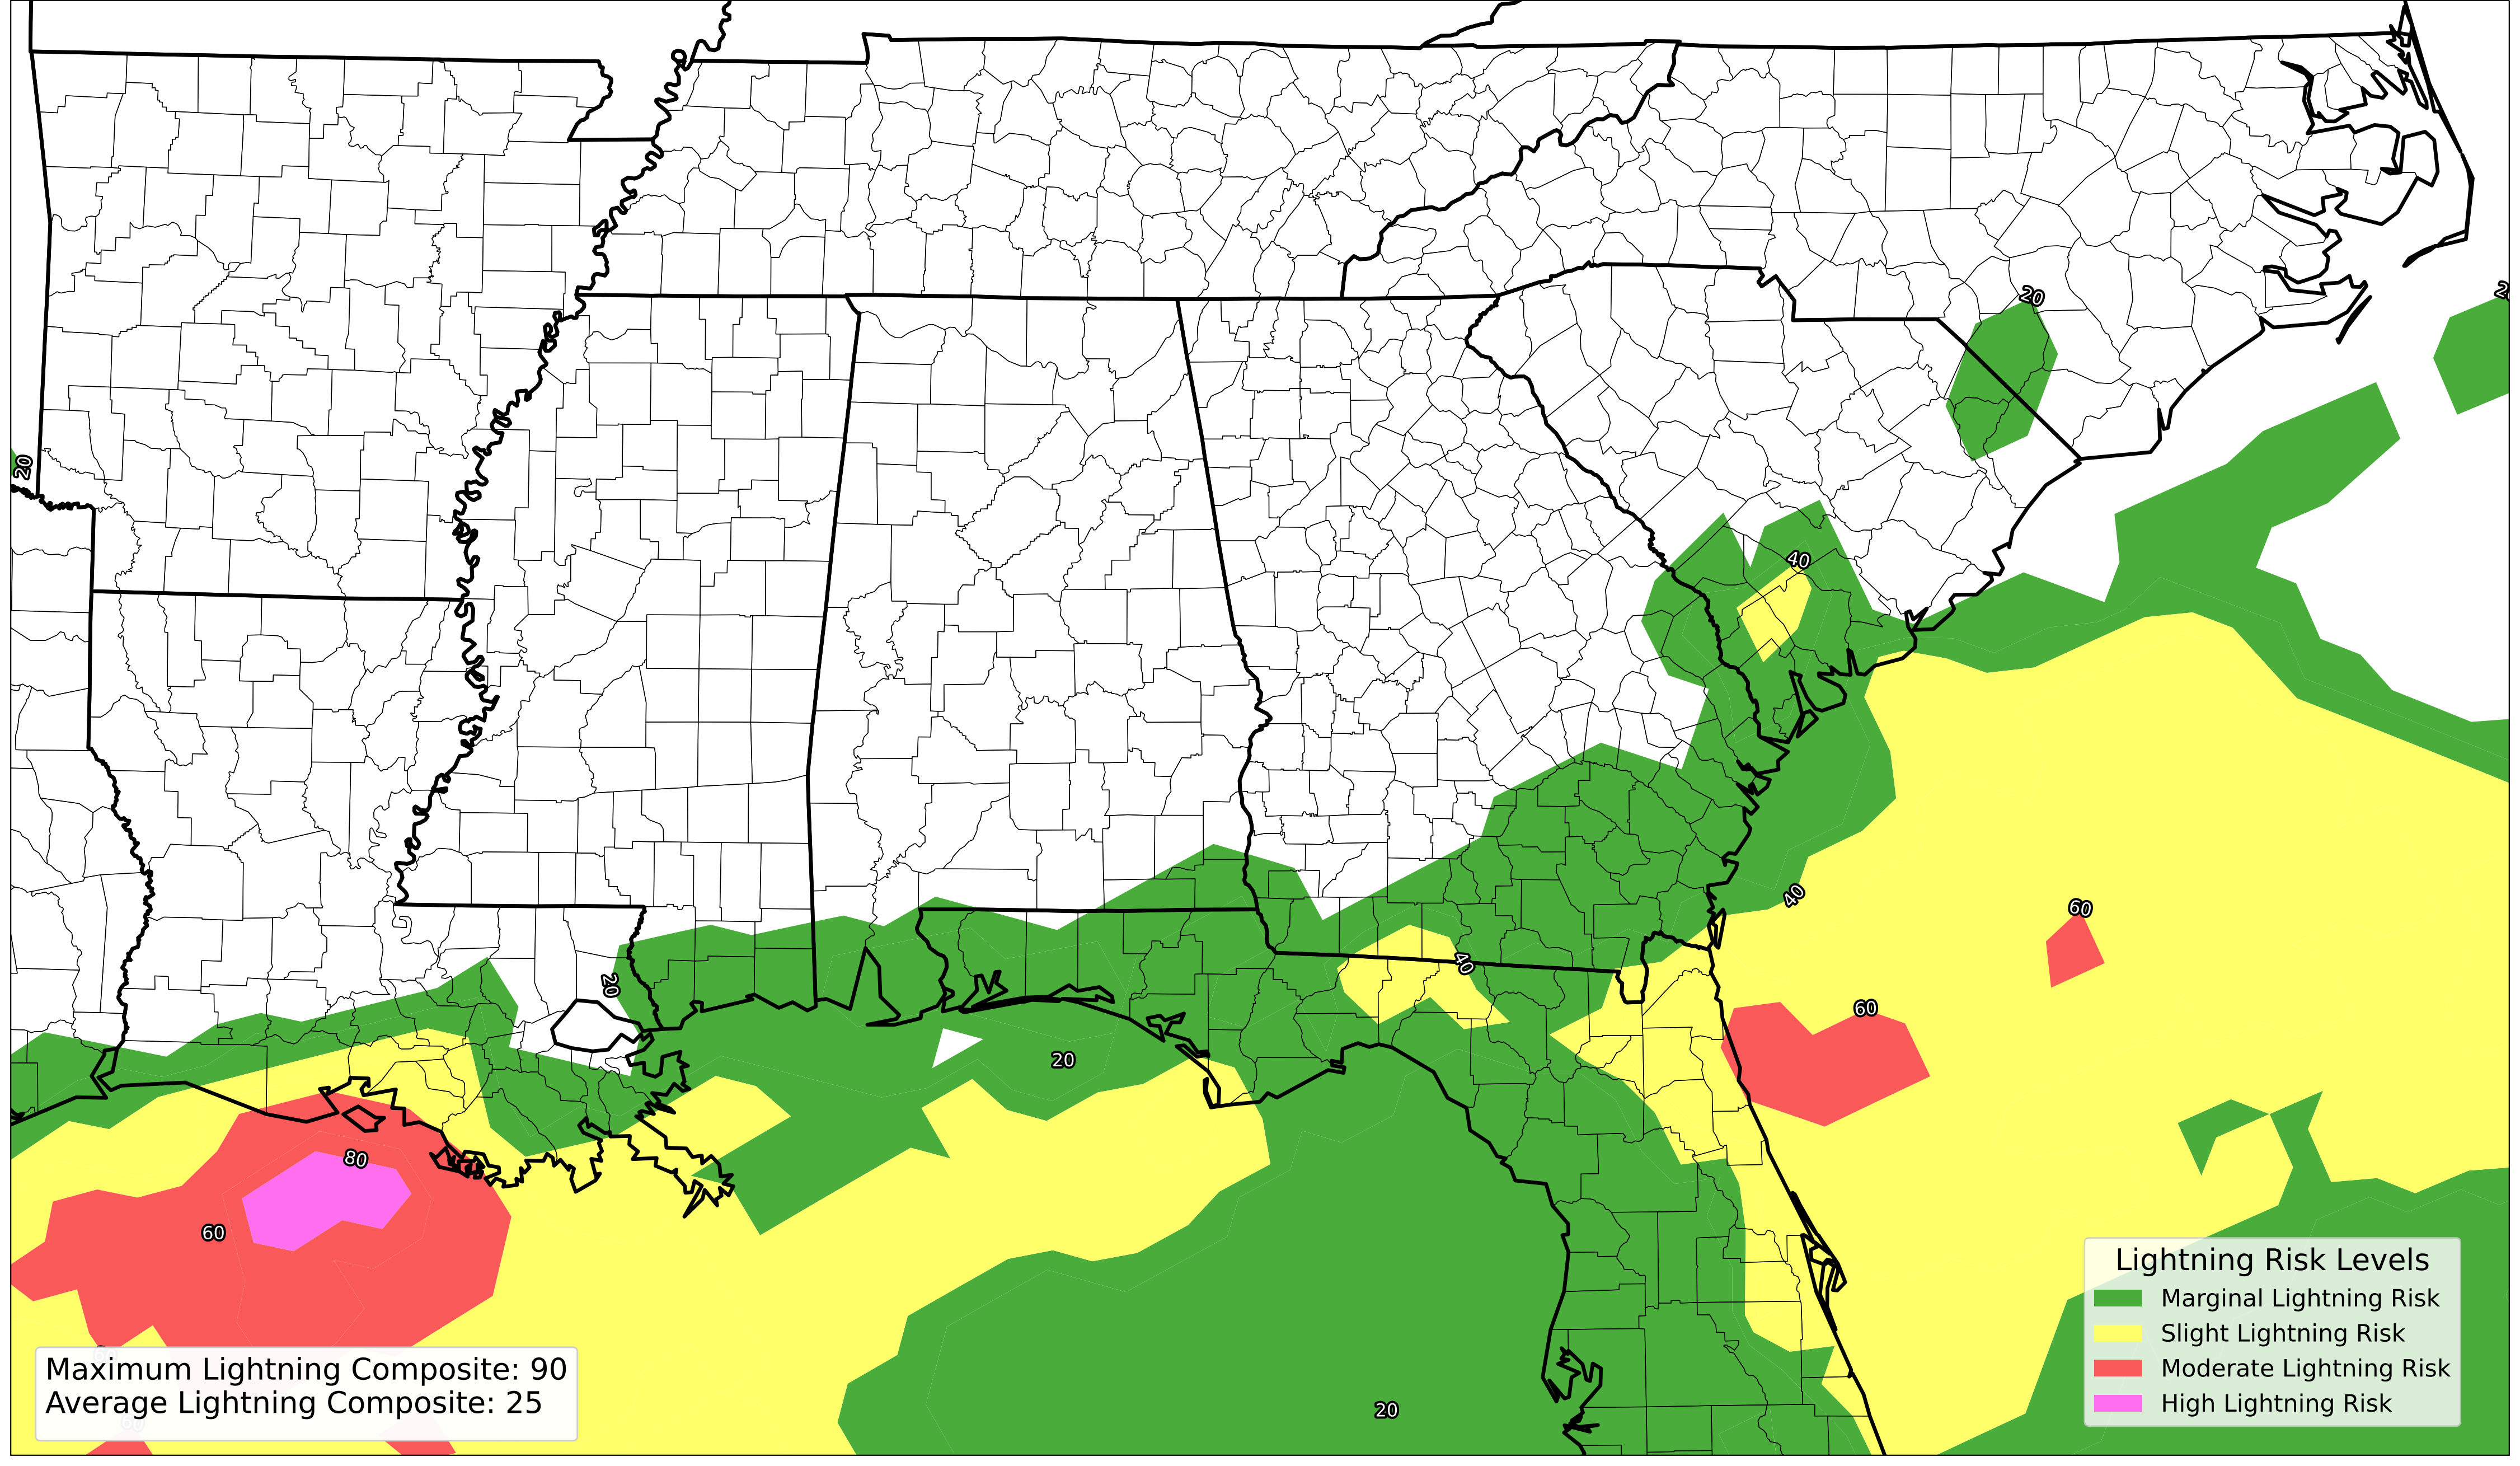 20
20
40
40
60
40
20
60
20
80
60
20
Lightning Risk Levels
Marginal Lightning Risk
Slight Lightning Risk
Moderate Lightning Risk
High Lightning Risk
Maximum Lightning Composite: 90
Average Lightning Composite: 25